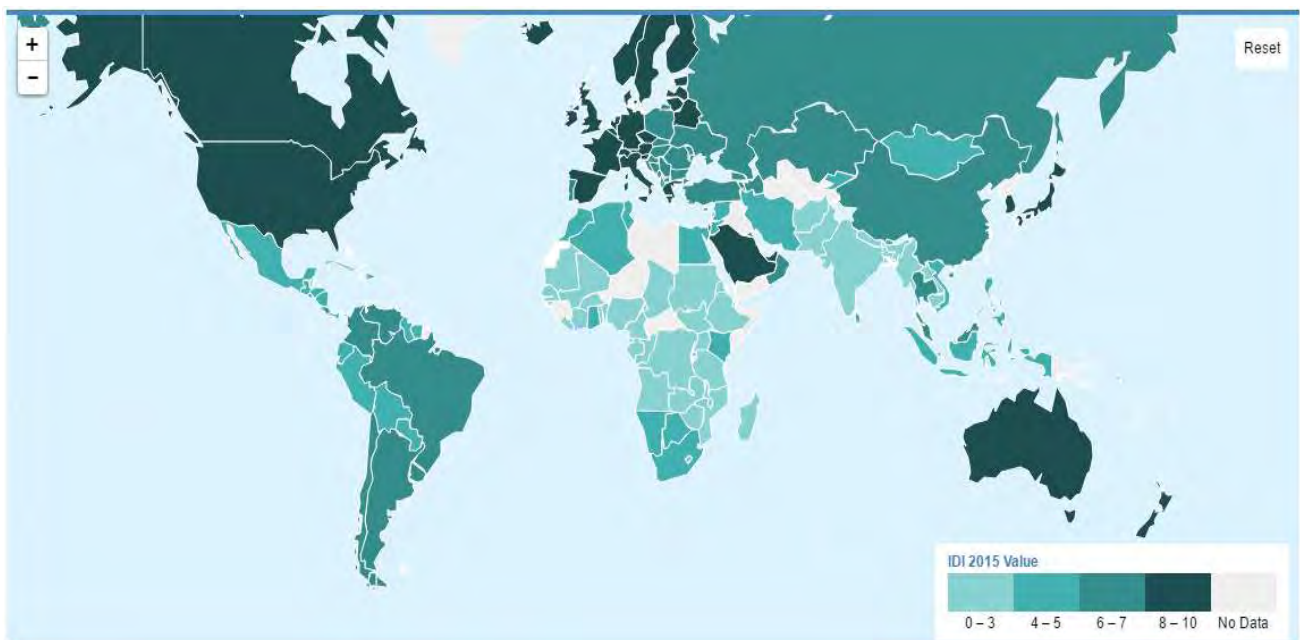 +
Reset
−
IDI 2015 Value
0 – 3 4 – 5 6 – 7 8 – 10 No Data